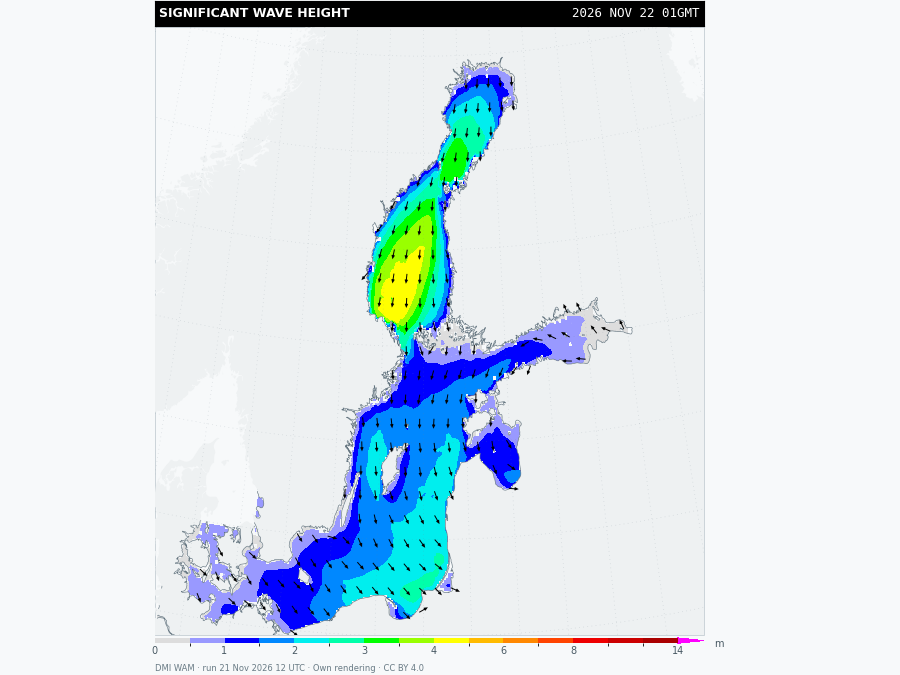 SIGNIFICANT WAVE HEIGHT 2026 NOV 22 01GMT
0 1 2 3 4 6 8 14 m
DMI WAM · run 21 Nov 2026 12 UTC · Own rendering · CC BY 4.0